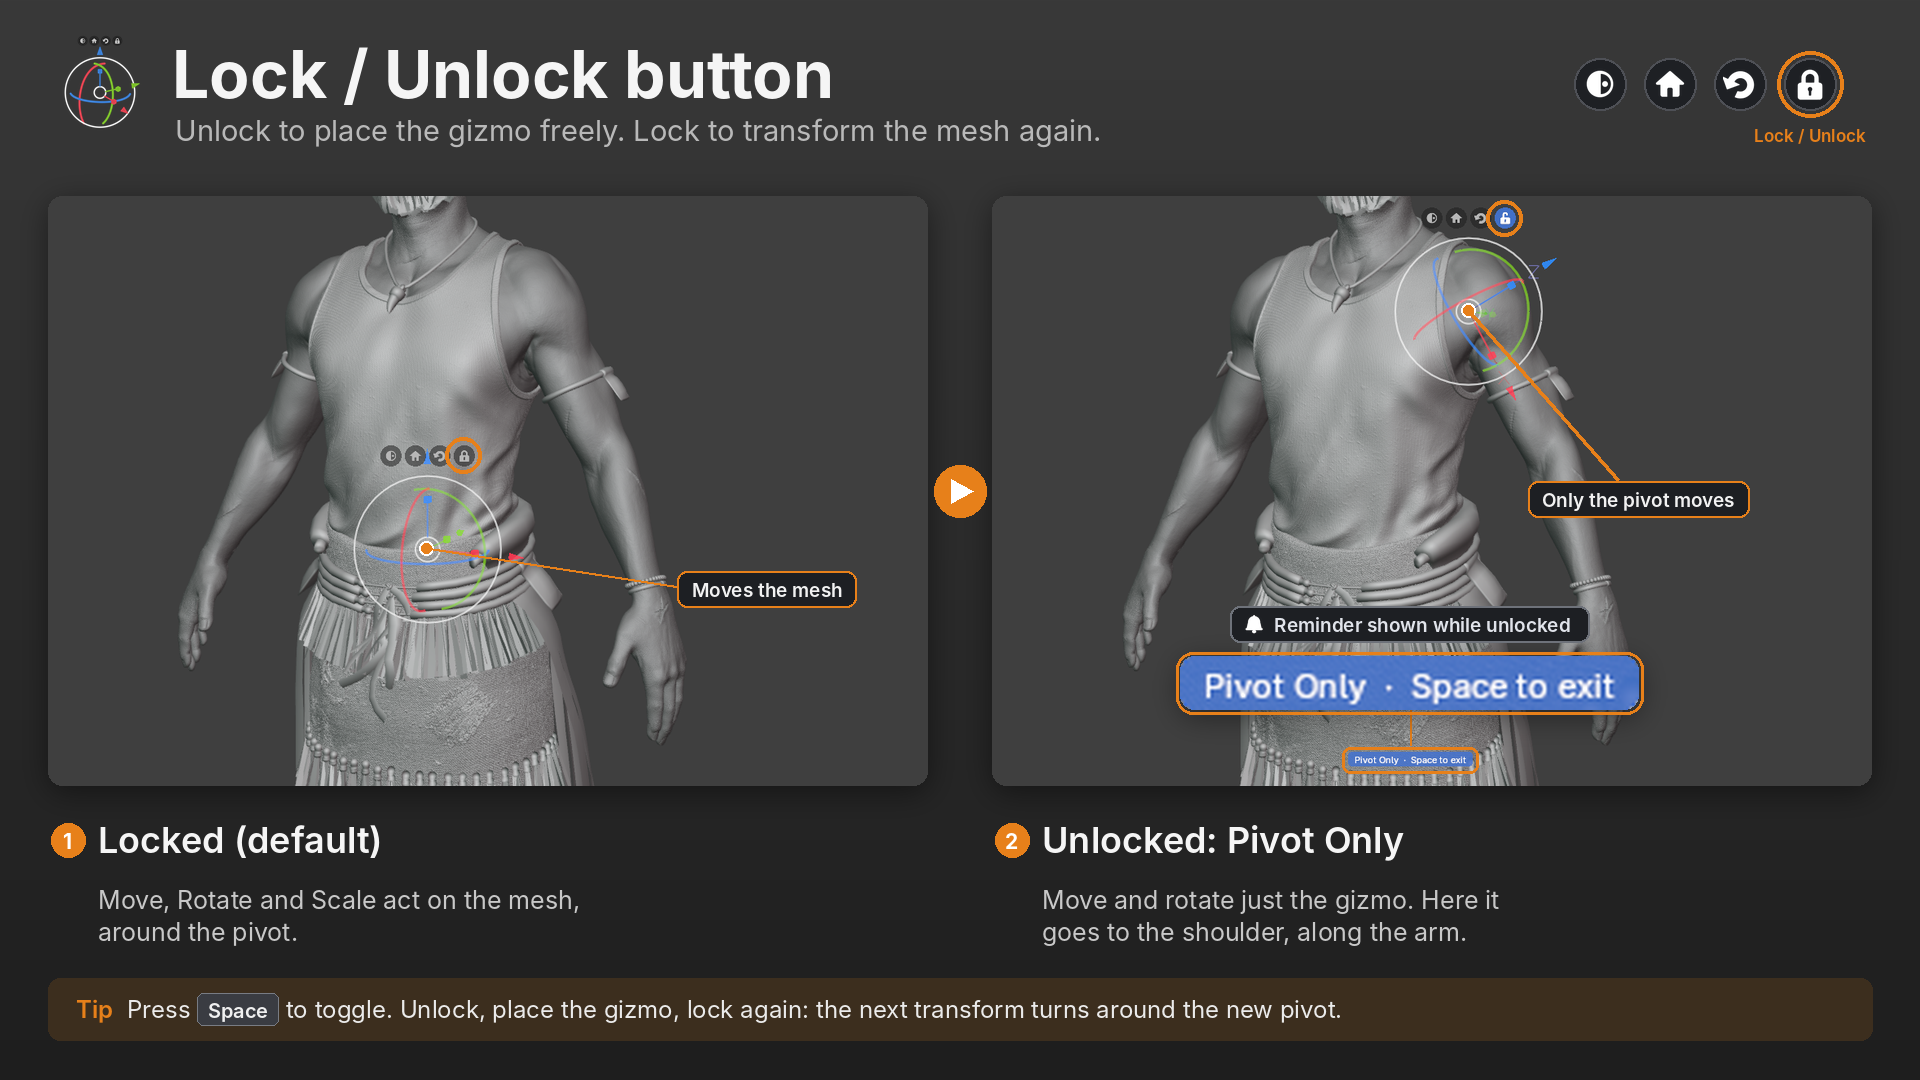 Lock / Unlock button
Unlock to place the gizmo freely. Lock to transform the mesh again.
Lock / Unlock
Moves the mesh
Z
Only the pivot moves
Reminder shown while unlocked
Pivot Only · Space to exit
Pivot Only · Space to exit
1 Locked (default)
Move, Rotate and Scale act on the mesh,
around the pivot.
2 Unlocked: Pivot Only
Move and rotate just the gizmo. Here it
goes to the shoulder, along the arm.
Tip Press Space to toggle. Unlock, place the gizmo, lock again: the next transform turns around the new pivot.